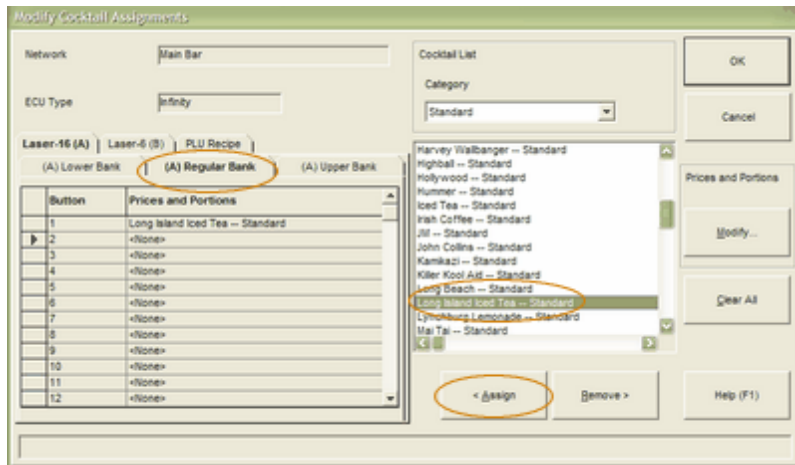 Modify Cocktail Assignments
Network
Main Bar
ECU Type
Infinity
Laser-16 (A)
Laser-6 (B)
PLU Recipe
(A) Lower Bank
(A) Regular Bank
(A) Upper Bank
Button
Prices and Portions
1
Long Island Iced Tea -- Standard
2
<None>
3
<None>
4
<None>
5
<None>
6
<None>
7
<None>
8
<None>
9
<None>
10
<None>
11
<None>
12
<None>
Cocktail List
Category
Standard
Harvey Wallbanger -- Standard
Highball -- Standard
Hollywood -- Standard
Hummer -- Standard
Iced Tea -- Standard
Irish Coffee -- Standard
JM -- Standard
John Collins -- Standard
Kamikazi -- Standard
Killer Kool Aid -- Standard
Long Beach -- Standard
Long Island Iced Tea -- Standard
Lynchburg Lemonade -- Standard
Mai Tai -- Standard
< Assign
Remove >
OK
Cancel
Prices and Portions
Modify...
Clear All
Help (F1)